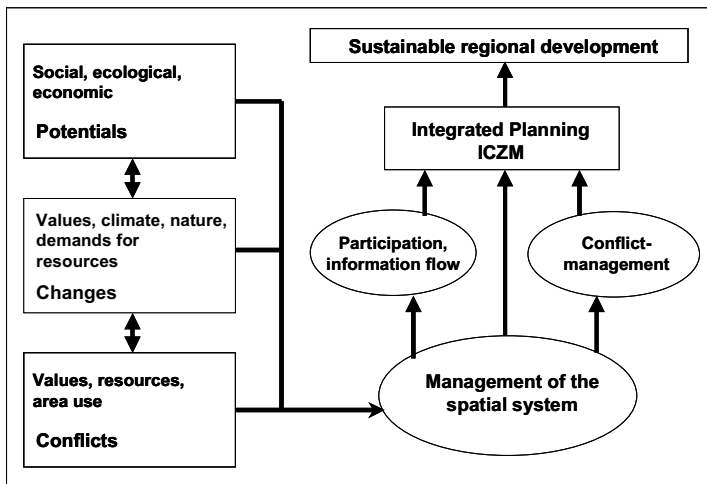 Social, ecological,
economic
Potentials
Values, climate, nature,
demands for
resources
Changes
Values, resources,
area use
Conflicts
Sustainable regional development
Integrated Planning
ICZM
Participation,
information flow
Conflict-
management
Management of the
spatial system